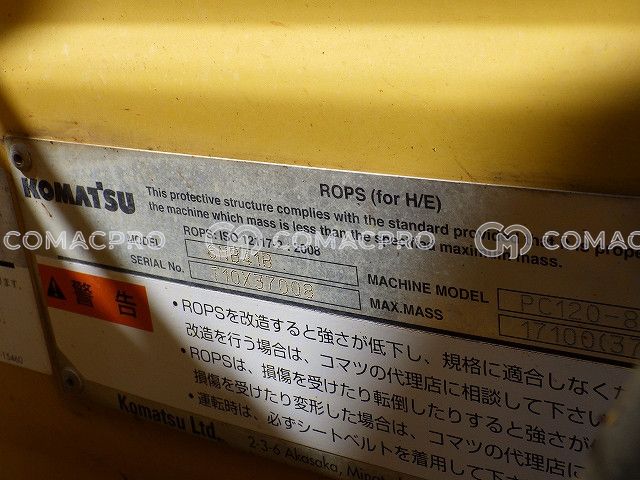 KOMATSU
ROPS (for H/E)
This protective structure complies with the standard
the machine which mass is less than the maximum mass.
ROPS: ISO 12117-2: 2008
MODEL
SERIAL No.
MACHINE MODEL PC120-8
MAX.MASS 17100(37
警告
・ROPSを改造すると強さが低下し、規格に適合しなくだ
改造を行う場合は、コマツの代理店に相談して下さい
・ROPSは、損傷を受けたり転倒したりすると強さが
損傷を受けたり変形した場合は、コマツの代理店に
・運転時は、必ずシートベルトを着用して下
Komatsu Ltd.
2-3-6 Akasaka,
COMACPRO COMACPRO COMACPRO